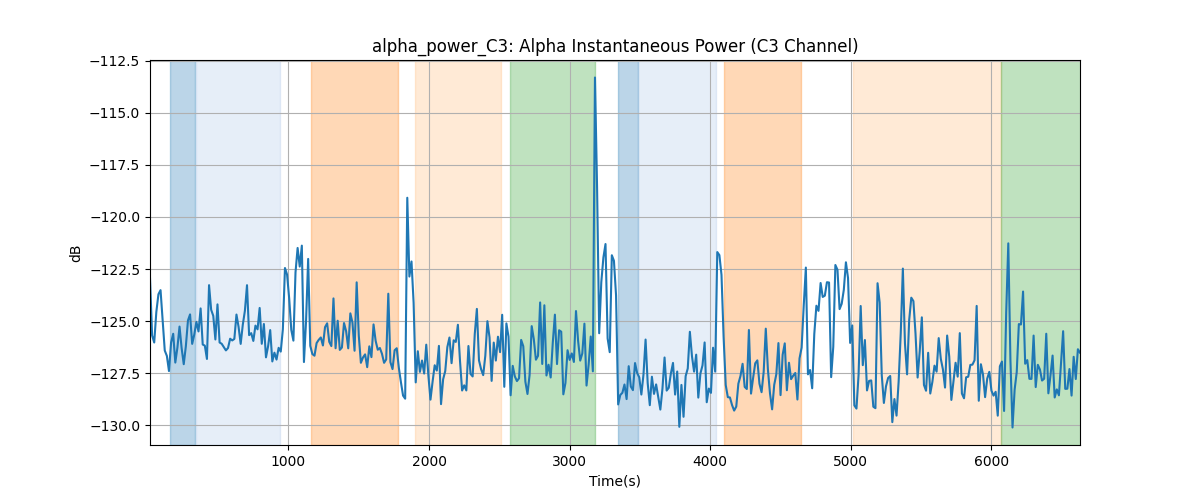 alpha_power_C3: Alpha Instantaneous Power (C3 Channel)
−112.5
−115.0
−117.5
−120.0
−122.5
−125.0
−127.5
−130.0
dB
1000 2000 3000 4000 5000 6000
Time(s)